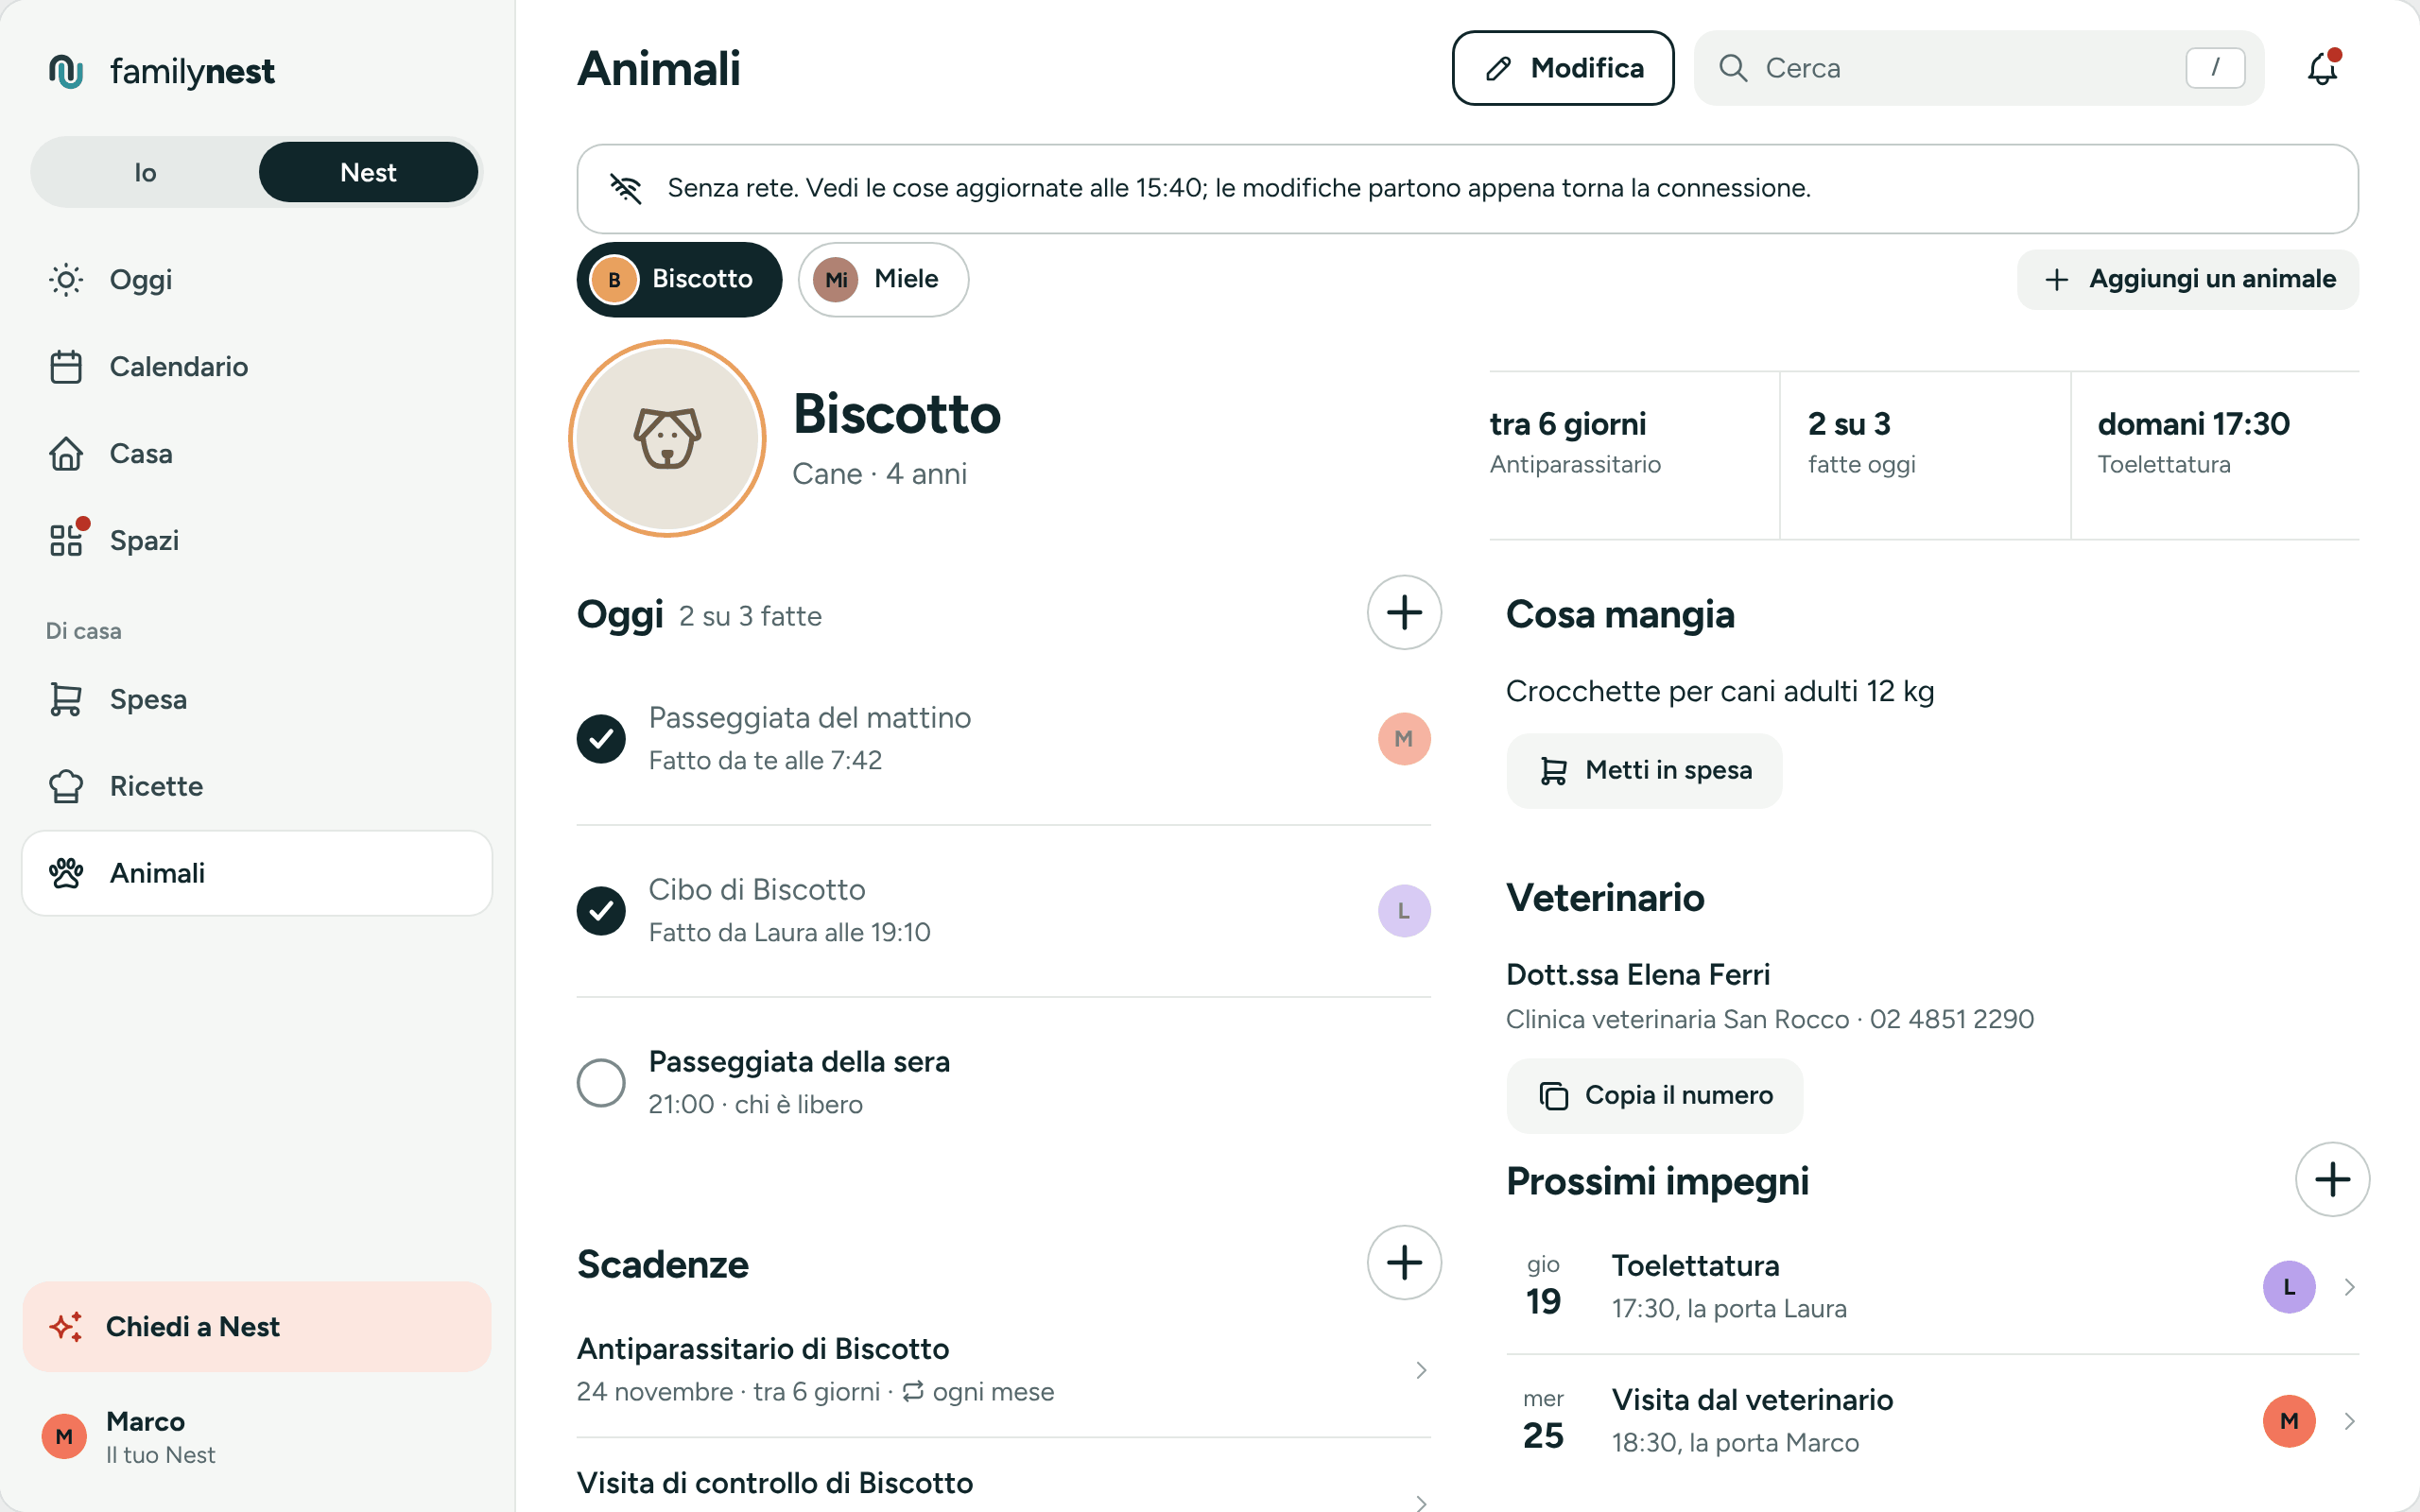 familynest
Io
Nest
Oggi
Calendario
Casa
Spazi
Di casa
Spesa
Ricette
Animali
Chiedi a Nest
M
Marco
Il tuo Nest
Animali
Modifica
Cerca
/
Senza rete. Vedi le cose aggiornate alle 15:40; le modifiche partono appena torna la connessione.
B Biscotto
Mi Miele
Aggiungi un animale
Biscotto
Cane · 4 anni
tra 6 giorni
Antiparassitario
2 su 3
fatte oggi
domani 17:30
Toelettatura
Oggi 2 su 3 fatte
Passeggiata del mattino
Fatto da te alle 7:42
M
Cibo di Biscotto
Fatto da Laura alle 19:10
L
Passeggiata della sera
21:00 · chi è libero
Scadenze
Antiparassitario di Biscotto
24 novembre · tra 6 giorni · ogni mese
Visita di controllo di Biscotto
Cosa mangia
Crocchette per cani adulti 12 kg
Metti in spesa
Veterinario
Dott.ssa Elena Ferri
Clinica veterinaria San Rocco · 02 4851 2290
Copia il numero
Prossimi impegni
gio
19
Toelettatura
17:30, la porta Laura
L
mer
25
Visita dal veterinario
18:30, la porta Marco
M